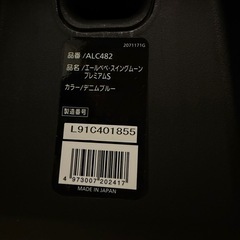 2071171G
品番 /ALC482
品名 /エールベベ・スイングムーン
プレミアムS
カラー/デニムブルー
製造番号
L91C401855
4 973007 202417
MADE IN JAPAN